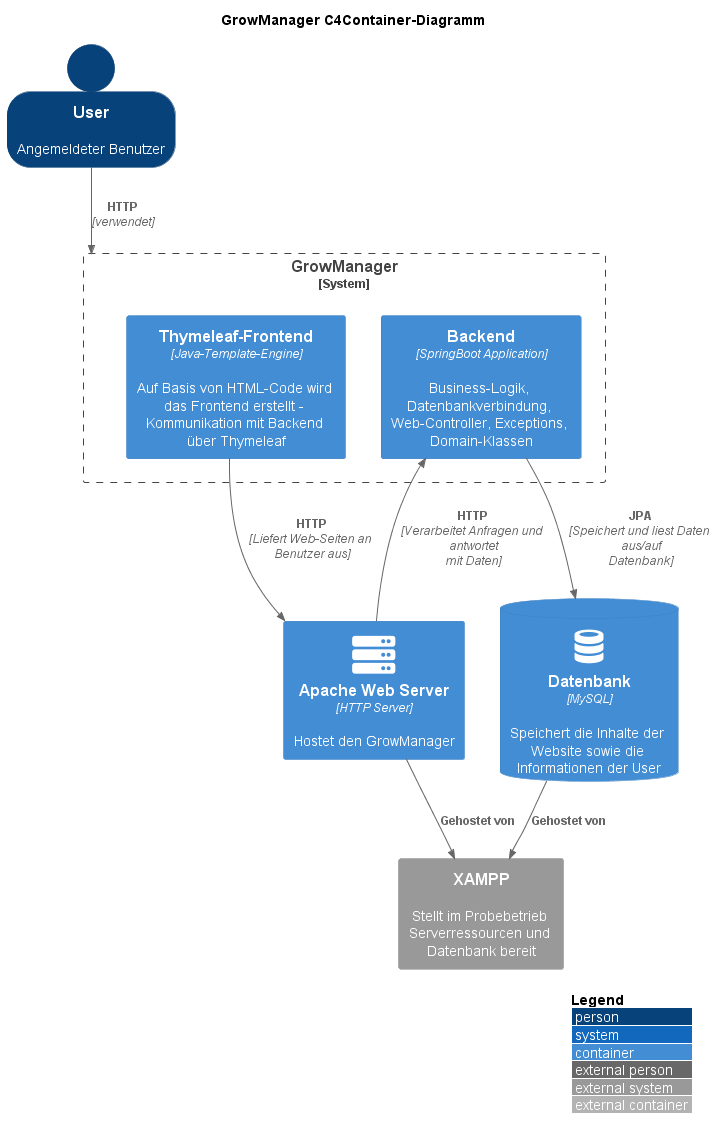 GrowManager C4Container-Diagramm
User
Angemeldeter Benutzer
HTTP
[verwendet]
GrowManager
[System]
Thymeleaf-Frontend
[Java-Template-Engine]
Auf Basis von HTML-Code wird
das Frontend erstellt -
Kommunikation mit Backend
über Thymeleaf
Backend
[SpringBoot Application]
Business-Logik,
Datenbankverbindung,
Web-Controller, Exceptions,
Domain-Klassen
HTTP
[Liefert Web-Seiten an
Benutzer aus]
HTTP
[Verarbeitet Anfragen und
antwortet
mit Daten]
JPA
[Speichert und liest Daten
aus/auf
Datenbank]
Apache Web Server
[HTTP Server]
Hostet den GrowManager
Datenbank
[MySQL]
Speichert die Inhalte der
Website sowie die
Informationen der User
Gehostet von
Gehostet von
XAMPP
Stellt im Probebetrieb
Serverressourcen und
Datenbank bereit
Legend
person
system
container
external person
external system
external container